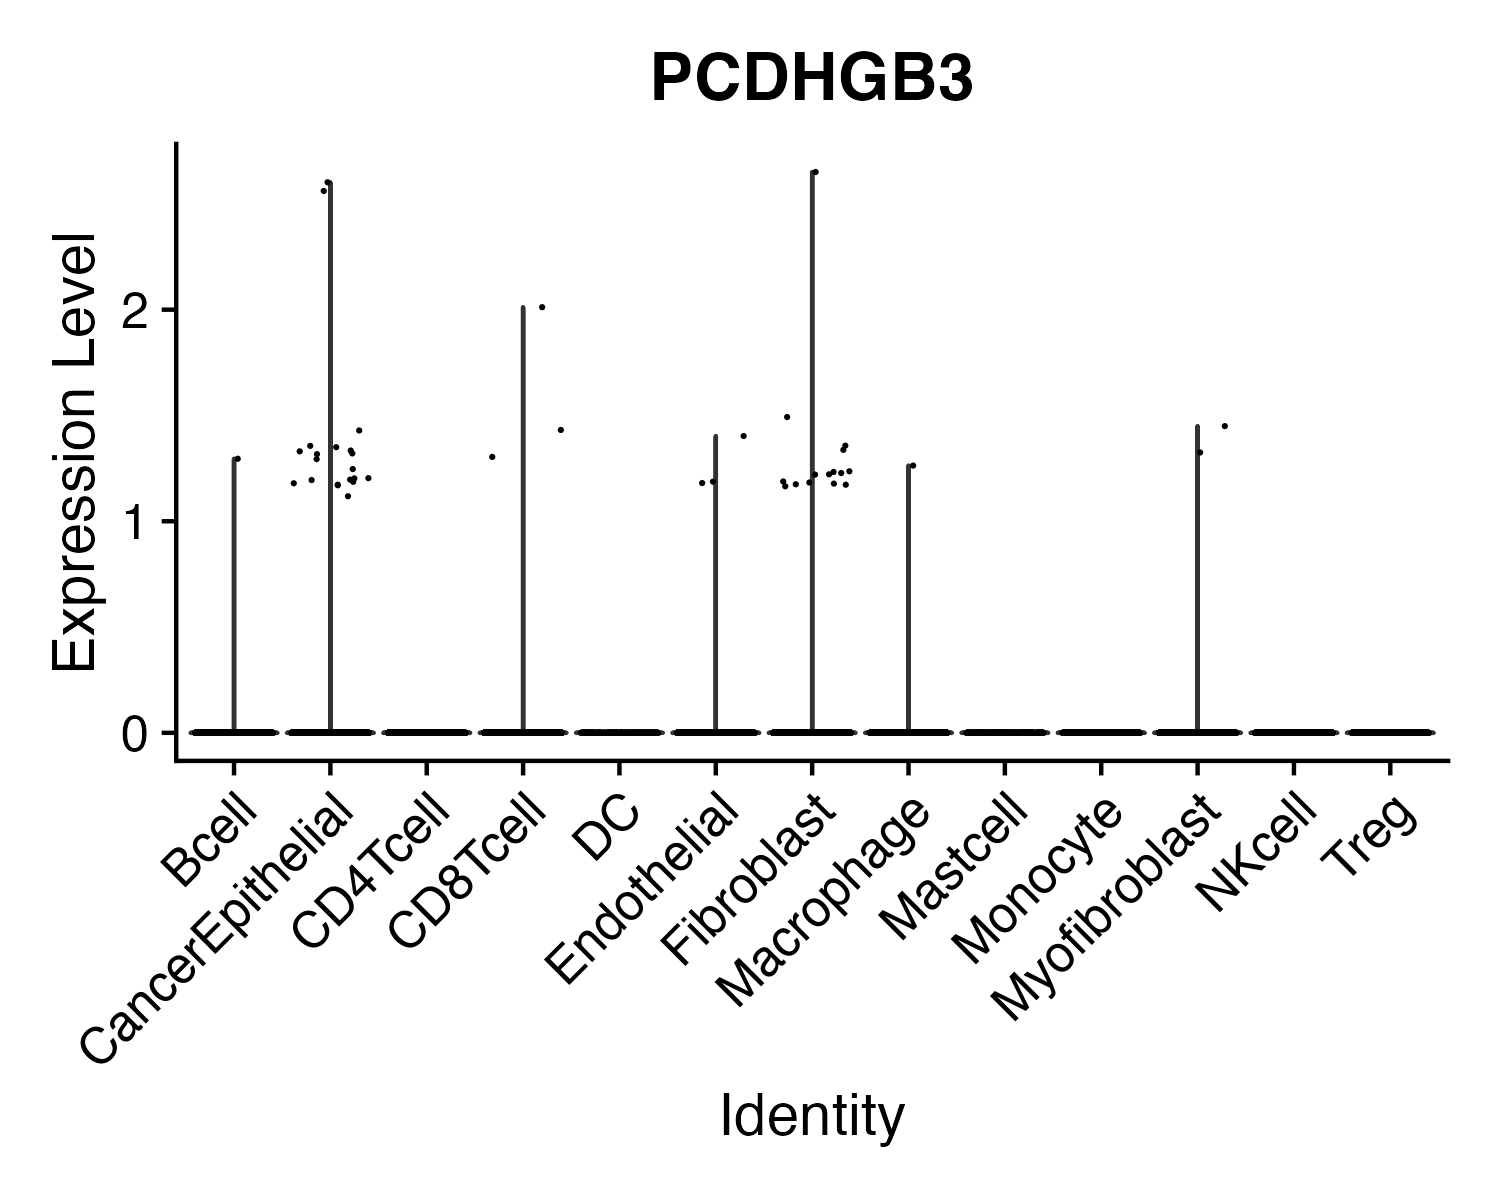 PCDHGB3
Expression Level
2
1
0
Bcell
CancerEpithelial
CD4Tcell
CD8Tcell
DC
Endothelial
Fibroblast
Macrophage
Mastcell
Monocyte
Myofibroblast
NKcell
Treg
Identity